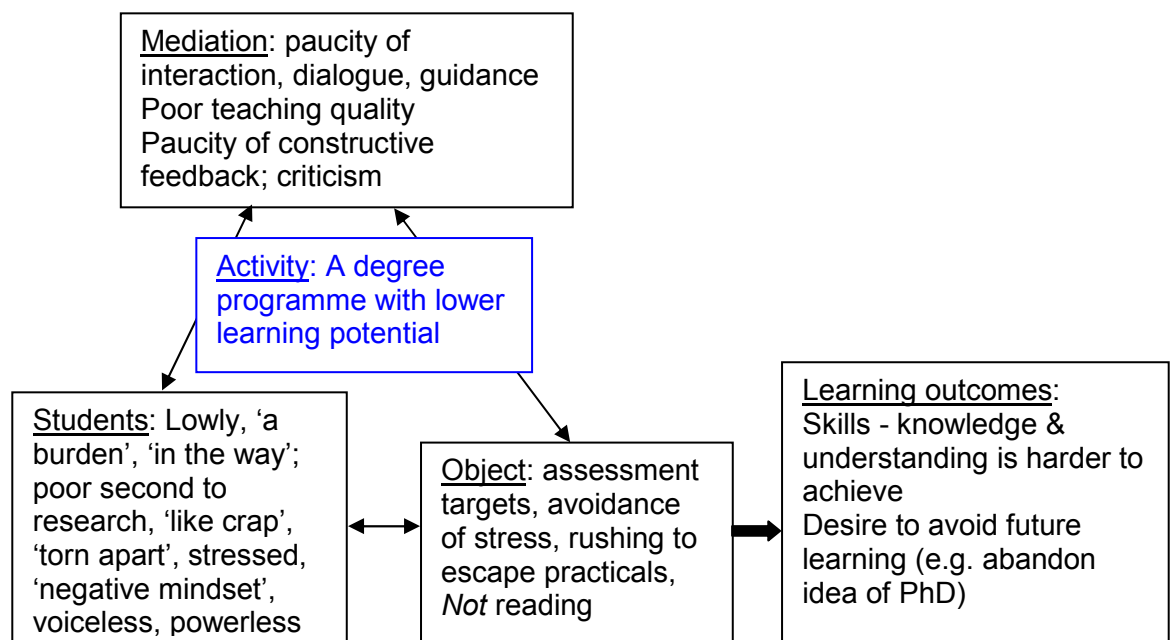 Mediation: paucity of
interaction, dialogue, guidance
Poor teaching quality
Paucity of constructive
feedback; criticism
Activity: A degree
programme with lower
learning potential
Students: Lowly, ‘a
burden’, ‘in the way’;
poor second to
research, ‘like crap’,
‘torn apart’, stressed,
‘negative mindset’,
voiceless, powerless
Object: assessment
targets, avoidance
of stress, rushing to
escape practicals,
Not reading
Learning outcomes:
Skills - knowledge &
understanding is harder to
achieve
Desire to avoid future
learning (e.g. abandon
idea of PhD)